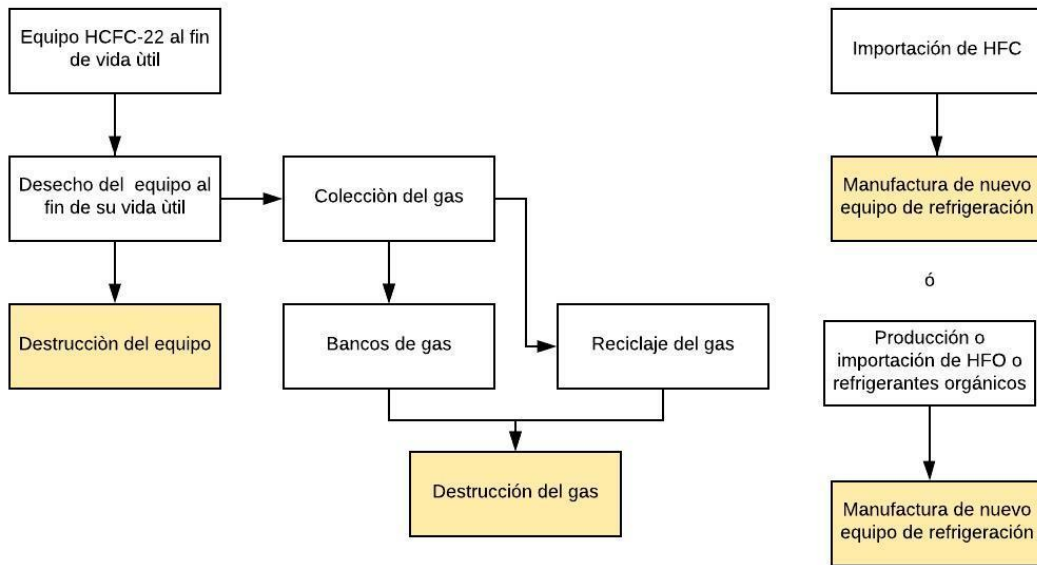 Equipo HCFC-22 al fin
de vida ùtil
Desecho del equipo al
fin de su vida ùtil
Destrucciòn del equipo
Colecciòn del gas
Bancos de gas
Reciclaje del gas
Destrucción del gas
Importación de HFC
Manufactura de nuevo
equipo de refrigeración
ó
Producción o
importación de HFO o
refrigerantes orgánicos
Manufactura de nuevo
equipo de refrigeración